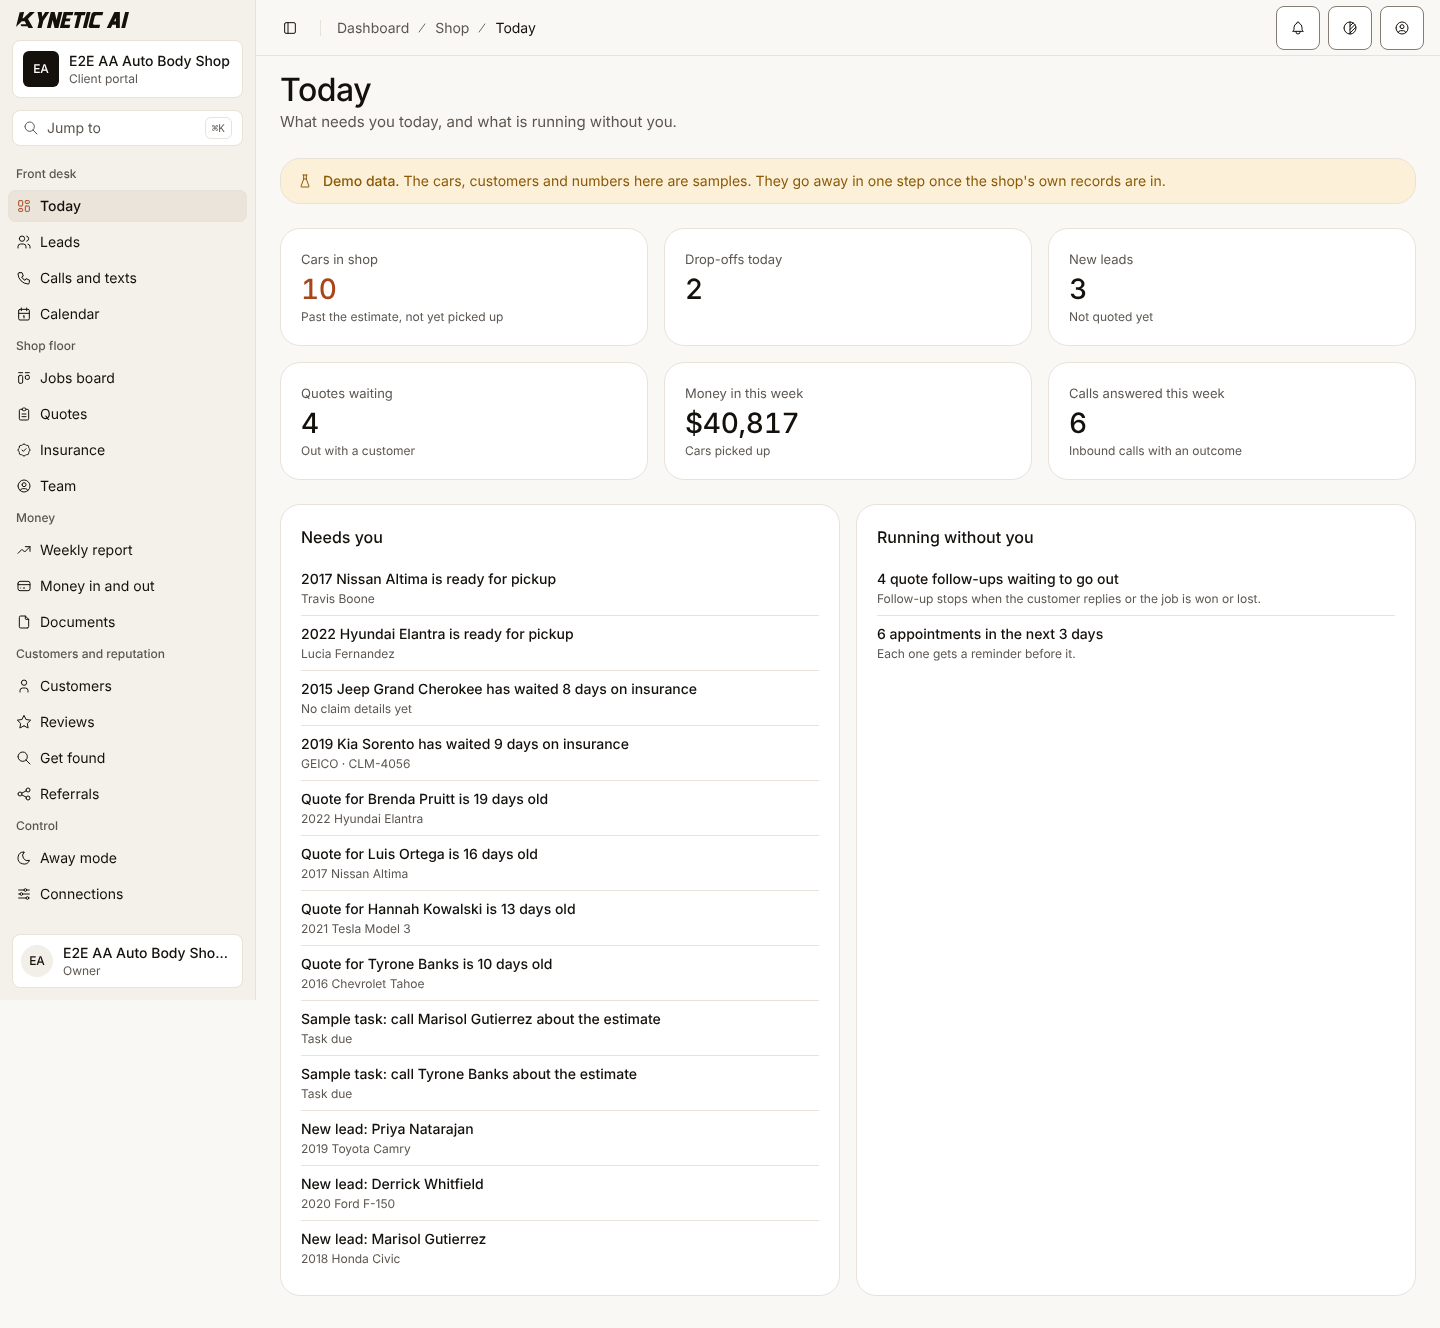 KYNETIC AI
EA
E2E AA Auto Body Shop
Client portal
Jump to
⌘K
Front desk
Today
Leads
Calls and texts
Calendar
Shop floor
Jobs board
Quotes
Insurance
Team
Money
Weekly report
Money in and out
Documents
Customers and reputation
Customers
Reviews
Get found
Referrals
Control
Away mode
Connections
EA
E2E AA Auto Body Sho...
Owner
Dashboard / Shop / Today
Today
What needs you today, and what is running without you.
Demo data. The cars, customers and numbers here are samples. They go away in one step once the shop's own records are in.
Cars in shop
10
Past the estimate, not yet picked up
Drop-offs today
2
New leads
3
Not quoted yet
Quotes waiting
4
Out with a customer
Money in this week
$40,817
Cars picked up
Calls answered this week
6
Inbound calls with an outcome
Needs you
2017 Nissan Altima is ready for pickup
Travis Boone
2022 Hyundai Elantra is ready for pickup
Lucia Fernandez
2015 Jeep Grand Cherokee has waited 8 days on insurance
No claim details yet
2019 Kia Sorento has waited 9 days on insurance
GEICO · CLM-4056
Quote for Brenda Pruitt is 19 days old
2022 Hyundai Elantra
Quote for Luis Ortega is 16 days old
2017 Nissan Altima
Quote for Hannah Kowalski is 13 days old
2021 Tesla Model 3
Quote for Tyrone Banks is 10 days old
2016 Chevrolet Tahoe
Sample task: call Marisol Gutierrez about the estimate
Task due
Sample task: call Tyrone Banks about the estimate
Task due
New lead: Priya Natarajan
2019 Toyota Camry
New lead: Derrick Whitfield
2020 Ford F-150
New lead: Marisol Gutierrez
2018 Honda Civic
Running without you
4 quote follow-ups waiting to go out
Follow-up stops when the customer replies or the job is won or lost.
6 appointments in the next 3 days
Each one gets a reminder before it.